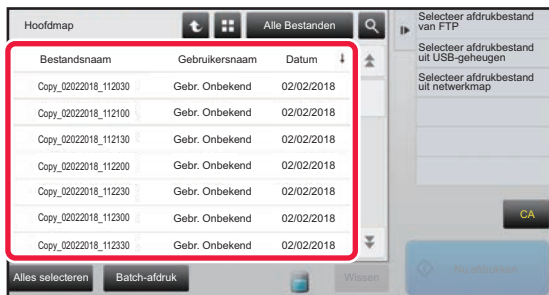 Hoofdmap
Alle Bestanden
Bestandsnaam Gebruikersnaam Datum
Copy_02022018_112030 Gebr. Onbekend 02/02/2018
Copy_02022018_112100 Gebr. Onbekend 02/02/2018
Copy_02022018_112130 Gebr. Onbekend 02/02/2018
Copy_02022018_112200 Gebr. Onbekend 02/02/2018
Copy_02022018_112230 Gebr. Onbekend 02/02/2018
Copy_02022018_112300 Gebr. Onbekend 02/02/2018
Copy_02022018_112330 Gebr. Onbekend 02/02/2018
Alles selecteren
Batch-afdruk
Wissen
Selecteer afdrukbestand
van FTP
Selecteer afdrukbestand
uit USB-geheugen
Selecteer afdrukbestand
uit netwerkmap
CA